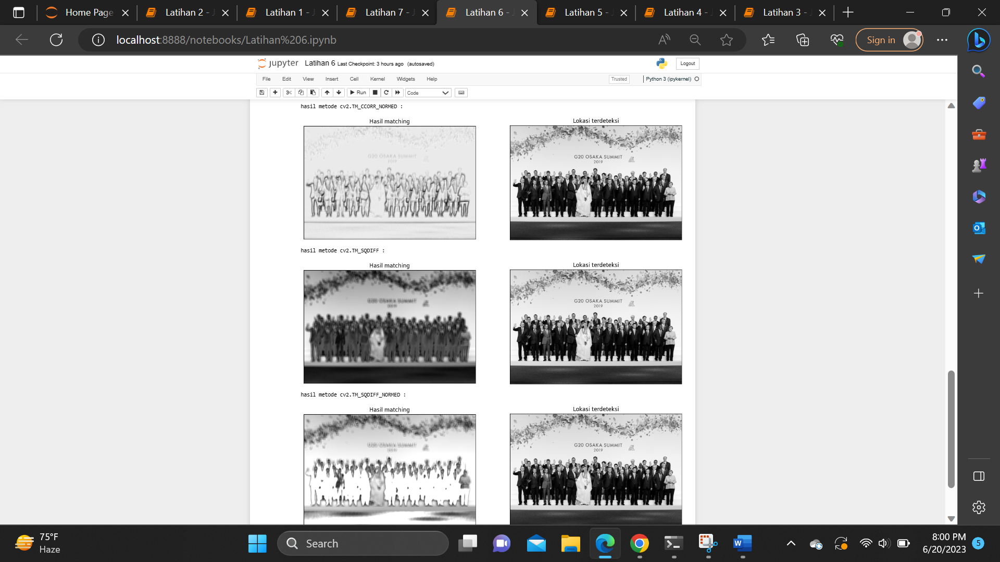 Home Page
Latihan 2 - J
Latihan 1 - J
Latihan 7 - J
Latihan 6 - J
Latihan 5 - J
Latihan 4 - J
Latihan 3 - J
localhost:8888/notebooks/Latihan%206.ipynb
Sign in
jupyter Latihan 6 Last Checkpoint: 3 hours ago (autosaved)
Logout
File Edit View Insert Cell Kernel Widgets Help
Trusted
Python 3 (ipykernel)
Run
Code
hasil metode cv2.TM_CCORR_NORMED :
Hasil matching
Lokasi terdeteksi
G20 OSAKA SUMMIT
2019
G20 OSAKA SUMMIT
2019
hasil metode cv2.TM_SQDIFF :
Hasil matching
Lokasi terdeteksi
G20 OSAKA SUMMIT
2019
G20 OSAKA SUMMIT
2019
hasil metode cv2.TM_SQDIFF_NORMED :
Hasil matching
Lokasi terdeteksi
G20 OSAKA SUMMIT
2019
G20 OSAKA SUMMIT
2019
75°F
Haze
Search
8:00 PM
6/20/2023
5